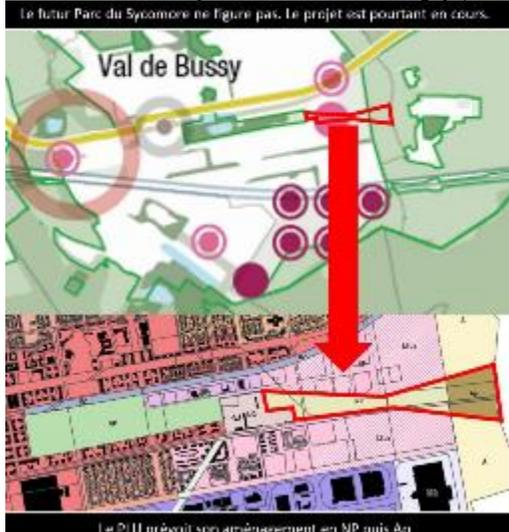 Le futur Parc du Sycomore ne figure pas. Le projet est pourtant en cours.
Val de Bussy
Le PLU prévoit son aménagement en NP puis Ap